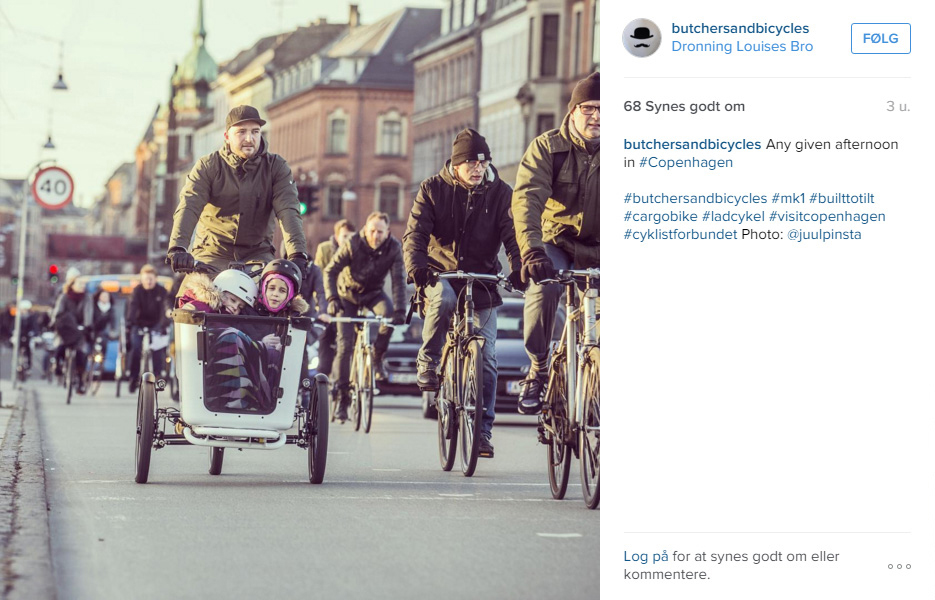 40
butchersandbicycles
Dronning Louises Bro
FØLG
68 Synes godt om
3 u.
butchersandbicycles Any given afternoon
in #Copenhagen
#butchersandbicycles #mk1 #builttotilt
#cargobike #ladcykel #visitcopenhagen
#cyklistforbundet Photo: @juulpinsta
Log på for at synes godt om eller
kommentere.